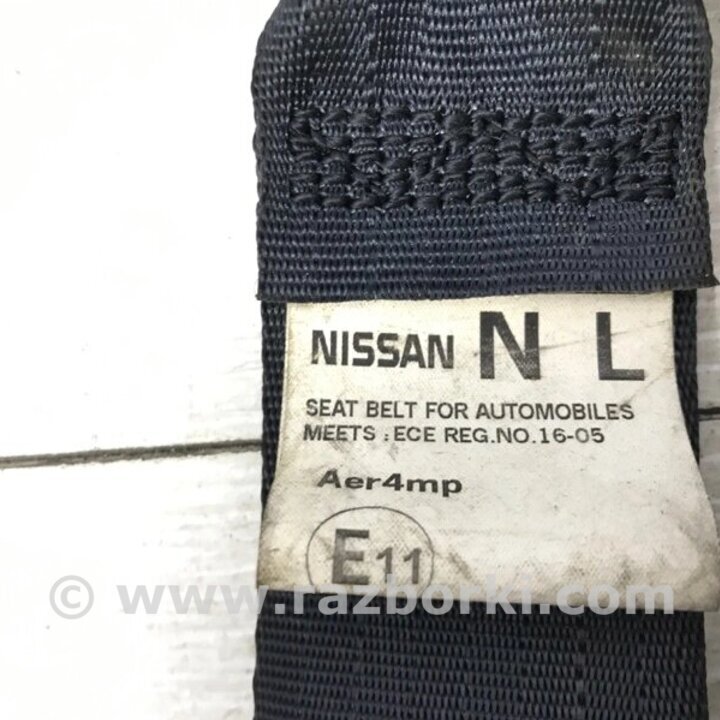 NISSAN N L
SEAT BELT FOR AUTOMOBILES
MEETS : ECE REG.NO.16-05
Aer4mp
E11
© www.razborki.com